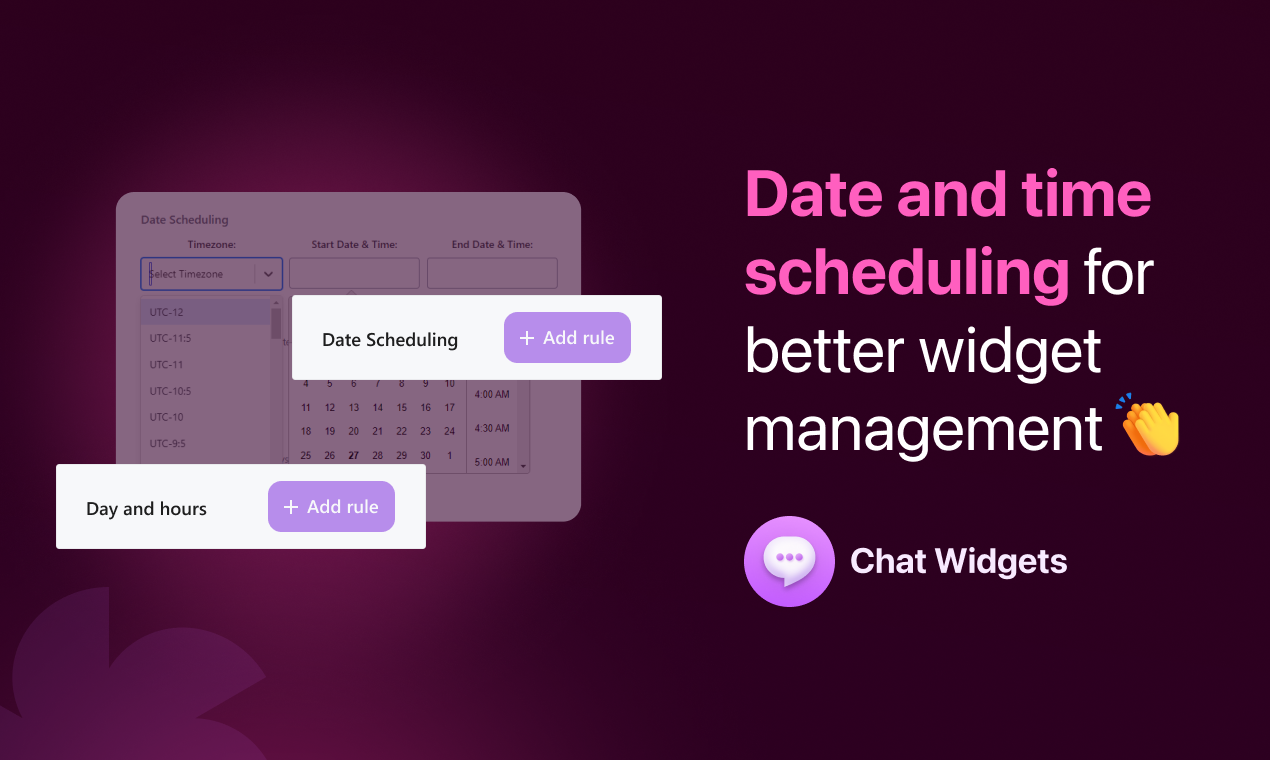 Date Scheduling
Timezone: Start Date & Time: End Date & Time:
Select Timezone
UTC-12
UTC-11:5
UTC-11
UTC-10:5
UTC-10
UTC-9:5
Date Scheduling + Add rule
4 5 6 7 8 9 10
11 12 13 14 15 16 17
18 19 20 21 22 23 24
25 26 27 28 29 30 1
4:00 AM
4:30 AM
5:00 AM
Day and hours + Add rule
Date and time
scheduling for
better widget
management 👏
Chat Widgets